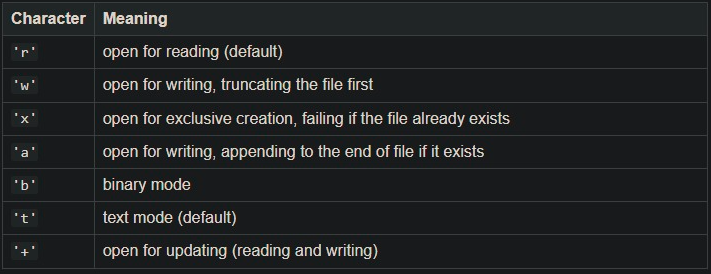 Character Meaning
'r' open for reading (default)
'w' open for writing, truncating the file first
'x' open for exclusive creation, failing if the file already exists
'a' open for writing, appending to the end of file if it exists
'b' binary mode
't' text mode (default)
'+' open for updating (reading and writing)